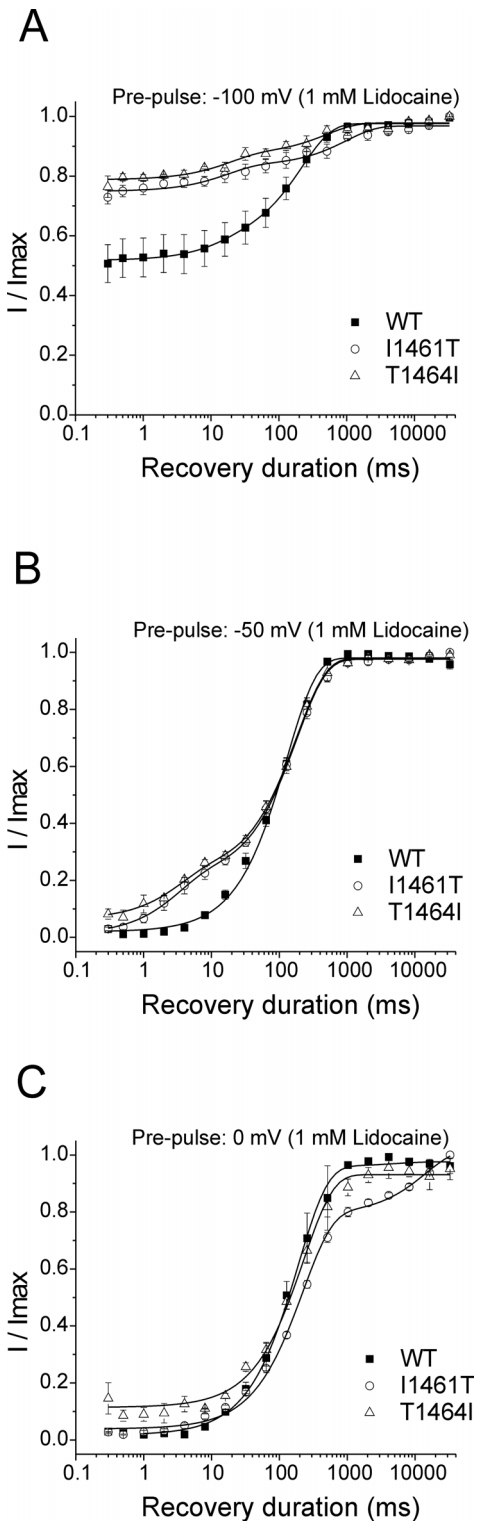 A
Pre-pulse: -100 mV (1 mM Lidocaine)
I / Imax
1.0
0.8
0.6
0.4
0.2
0.0
WT
I1461T
T1464I
0.1 1 10 100 1000 10000
Recovery duration (ms)
B
Pre-pulse: -50 mV (1 mM Lidocaine)
I / Imax
1.0
0.8
0.6
0.4
0.2
0.0
WT
I1461T
T1464I
0.1 1 10 100 1000 10000
Recovery duration (ms)
C
Pre-pulse: 0 mV (1 mM Lidocaine)
I / Imax
1.0
0.8
0.6
0.4
0.2
0.0
WT
I1461T
T1464I
0.1 1 10 100 1000 10000
Recovery duration (ms)